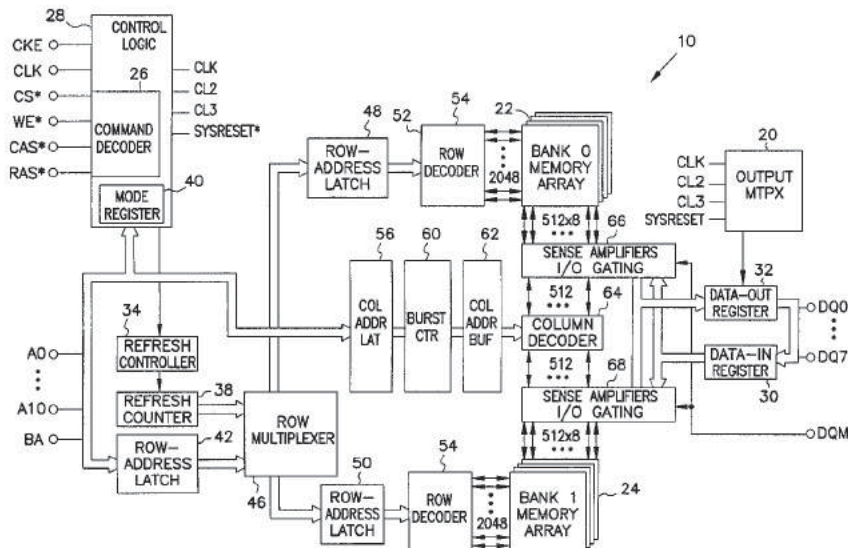 28
CONTROL
LOGIC
CKE
CLK
CS*
WE*
CAS*
RAS*
26
COMMAND
DECODER
CLK
CL2
CL3
SYSRESET*
40
MODE
REGISTER
10
48
ROW-
ADDRESS
LATCH
52
54
ROW
DECODER
2048
22
BANK 0
MEMORY
ARRAY
20
CLK
CL2
CL3
SYSRESET
OUTPUT
MTPX
512x8
66
SENSE AMPLIFIERS
I/O GATING
56
COL
ADDR
LAT
60
BURST
CTR
62
COL
ADDR
BUF
512
64
COLUMN
DECODER
512
32
DATA-OUT
REGISTER
DATA-IN
REGISTER
30
DQ0
DQ7
DQM
68
SENSE AMPLIFIERS
I/O GATING
512x8
34
REFRESH
CONTROLLER
A0
A10
BA
38
REFRESH
COUNTER
42
ROW-
ADDRESS
LATCH
ROW
MULTIPLEXER
46
50
ROW-
ADDRESS
LATCH
54
ROW
DECODER
2048
BANK 1
MEMORY
ARRAY
24